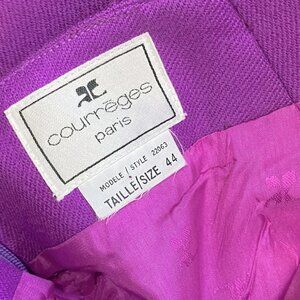 courrèges
paris
MODELE / STYLE 22063
TAILLE/SIZE 44